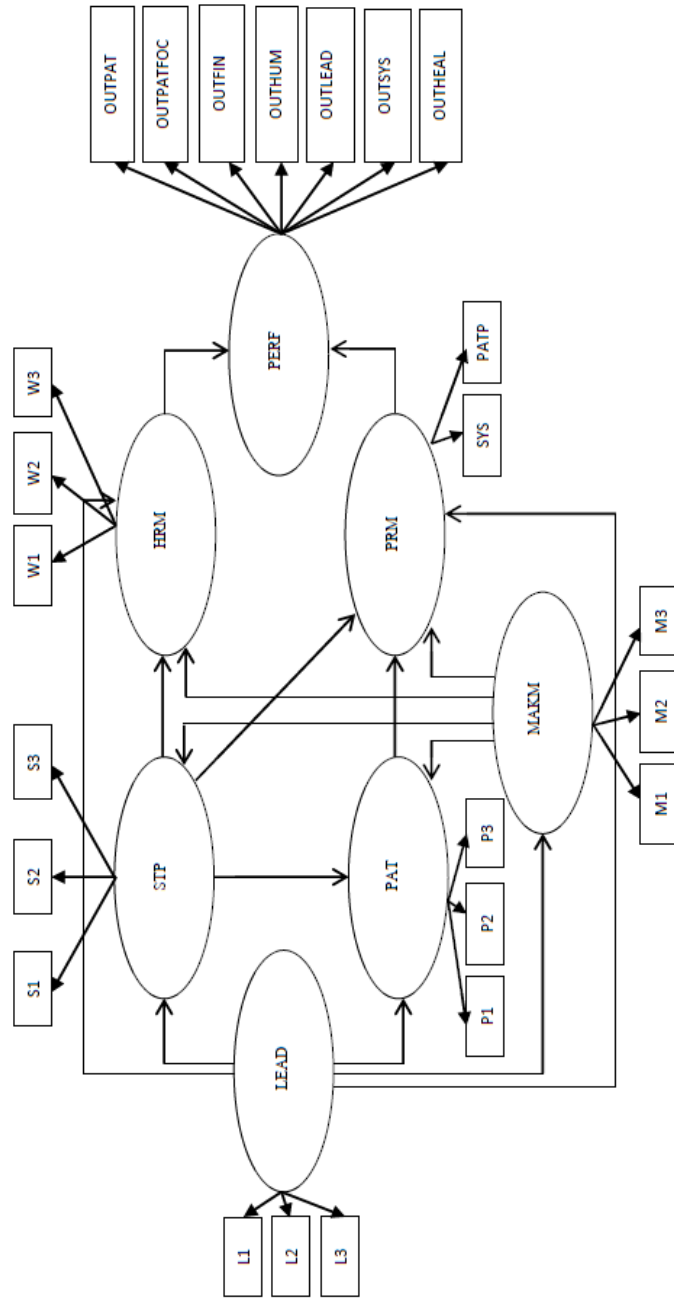 S1
S2
S3
W1
W2
W3
STP
HRM
L1
L2
L3
LEAD
PERF
OUTPAT
OUTPATFOC
OUTFIN
OUTHUM
OUTLEAD
OUTSYS
OUTHEAL
PAT
PRM
P1
P2
P3
SYS
PATP
MAKM
M1
M2
M3